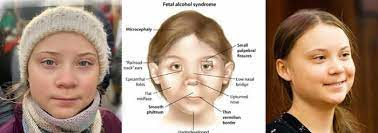 Fetal alcohol syndrome
Microcephaly
"Railroad track"
ears
Epicanthal
folds
Flat
midface
Smooth
philtrum
Small
palpebral
fissures
Low nasal
bridge
Upturned
nose
Thin
vermilion
border
Underdeveloped